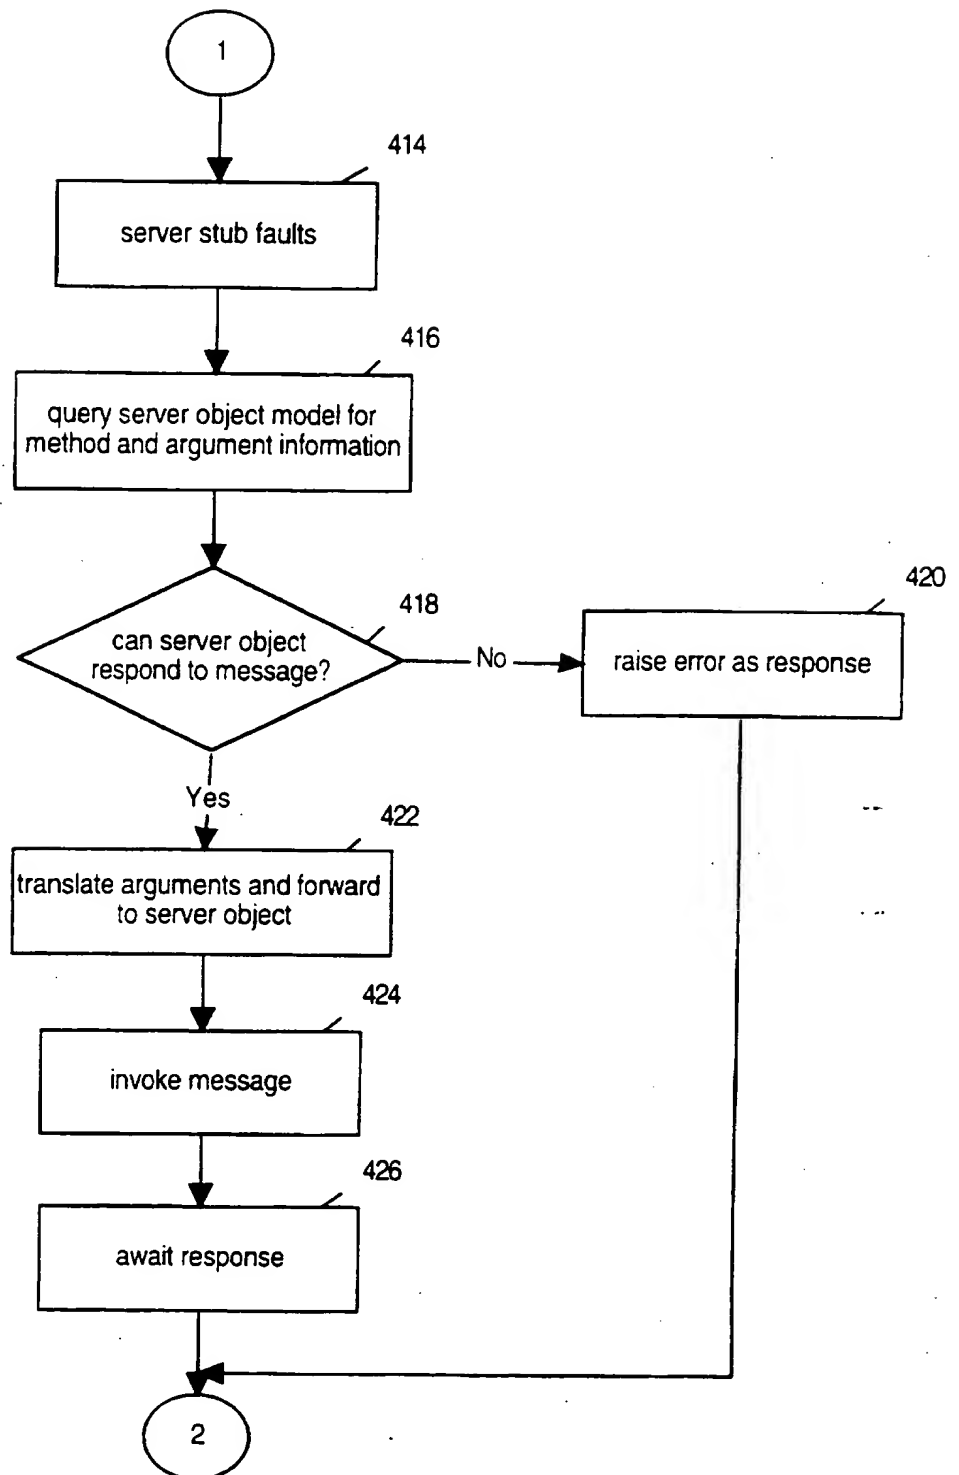 1
414
server stub faults
416
query server object model for
method and argument information
418
can server object
respond to message?
No
420
raise error as response
Yes
422
translate arguments and forward
to server object
424
invoke message
426
await response
2